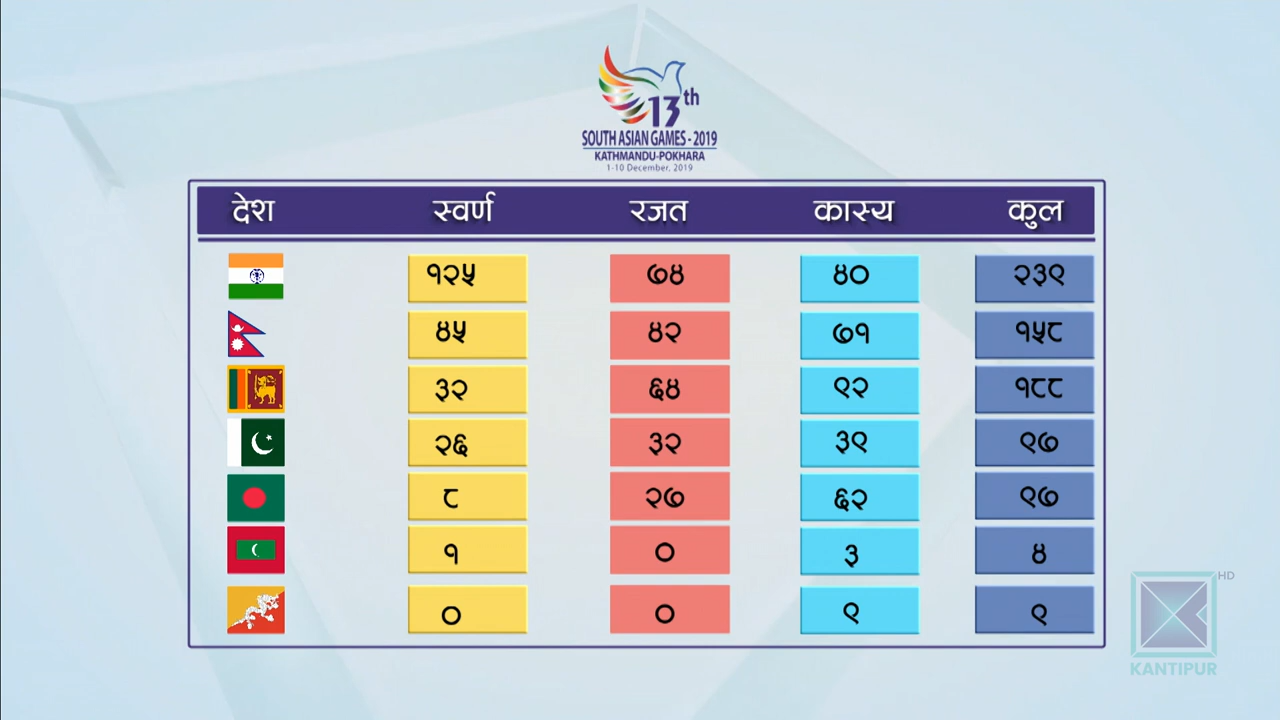 13th
SOUTH ASIAN GAMES - 2019
KATHMANDU-POKHARA
1-10 December, 2019
देश स्वर्ण रजत कास्य कुल
१२५ ७४ ४० २३९
४५ ४२ ७१ १५८
३२ ६४ ९२ १८८
२६ ३२ ३९ ९७
८ २७ ६२ ९७
१ ० ३ ४
० ० ९ ९
HD
KANTIPUR